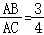 AB/AC = 3/4